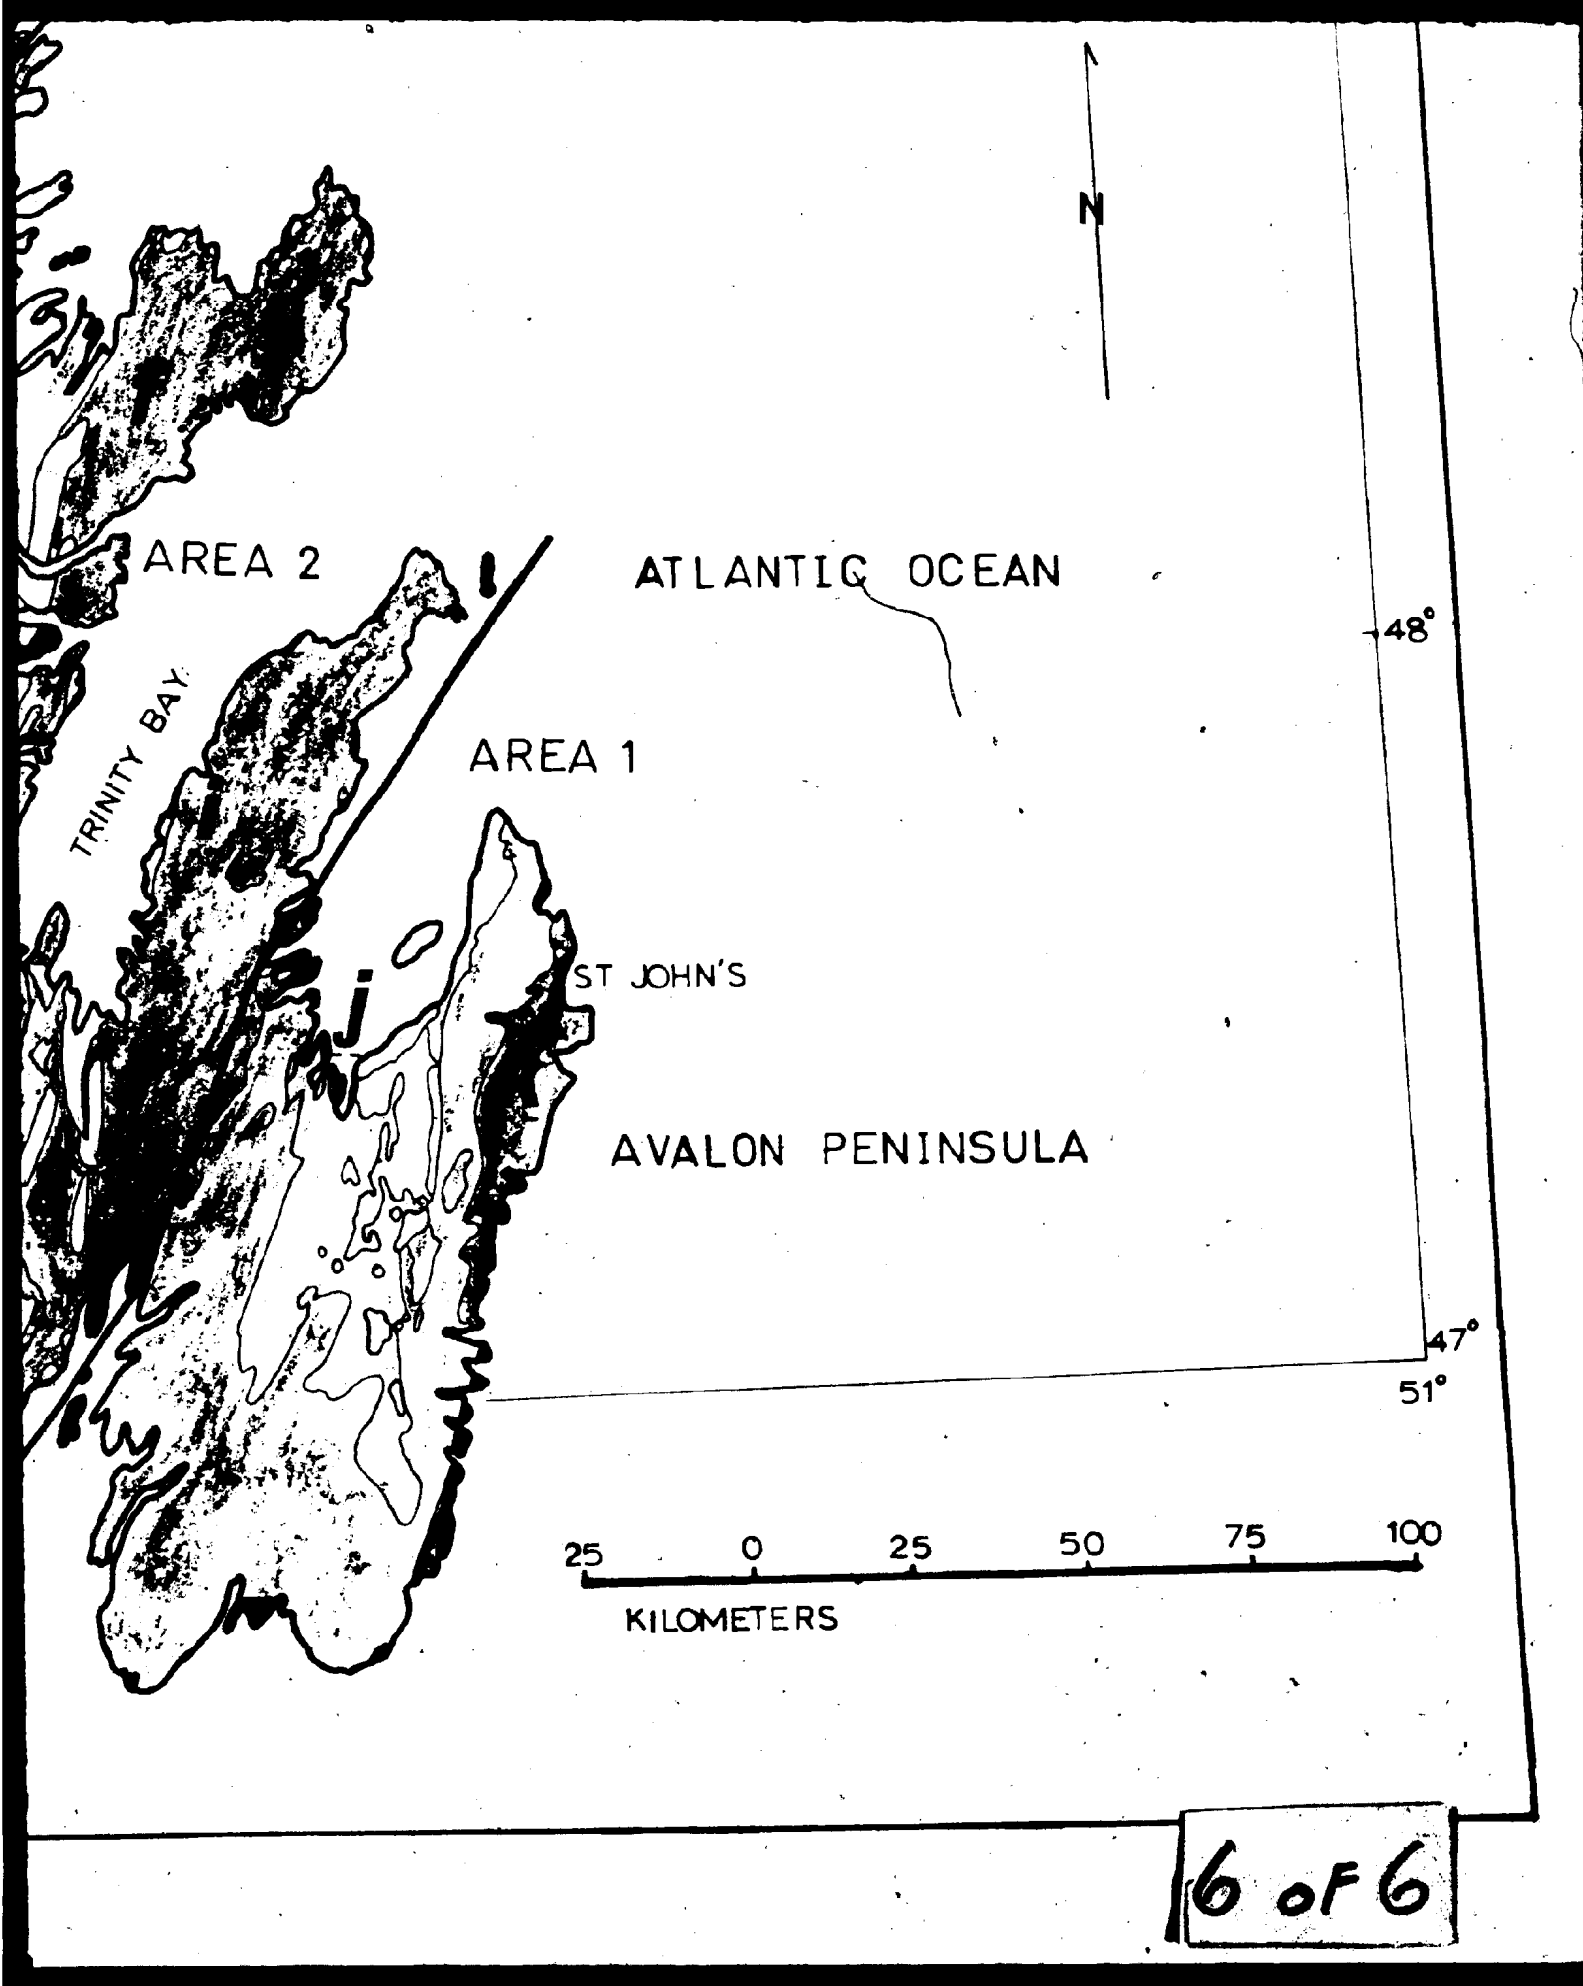 N
AREA 2
l
ATLANTIC OCEAN
48°
TRINITY BAY
AREA 1
j
ST JOHN'S
AVALON PENINSULA
47°
51°
25 0 25 50 75 100
KILOMETERS
6 OF 6